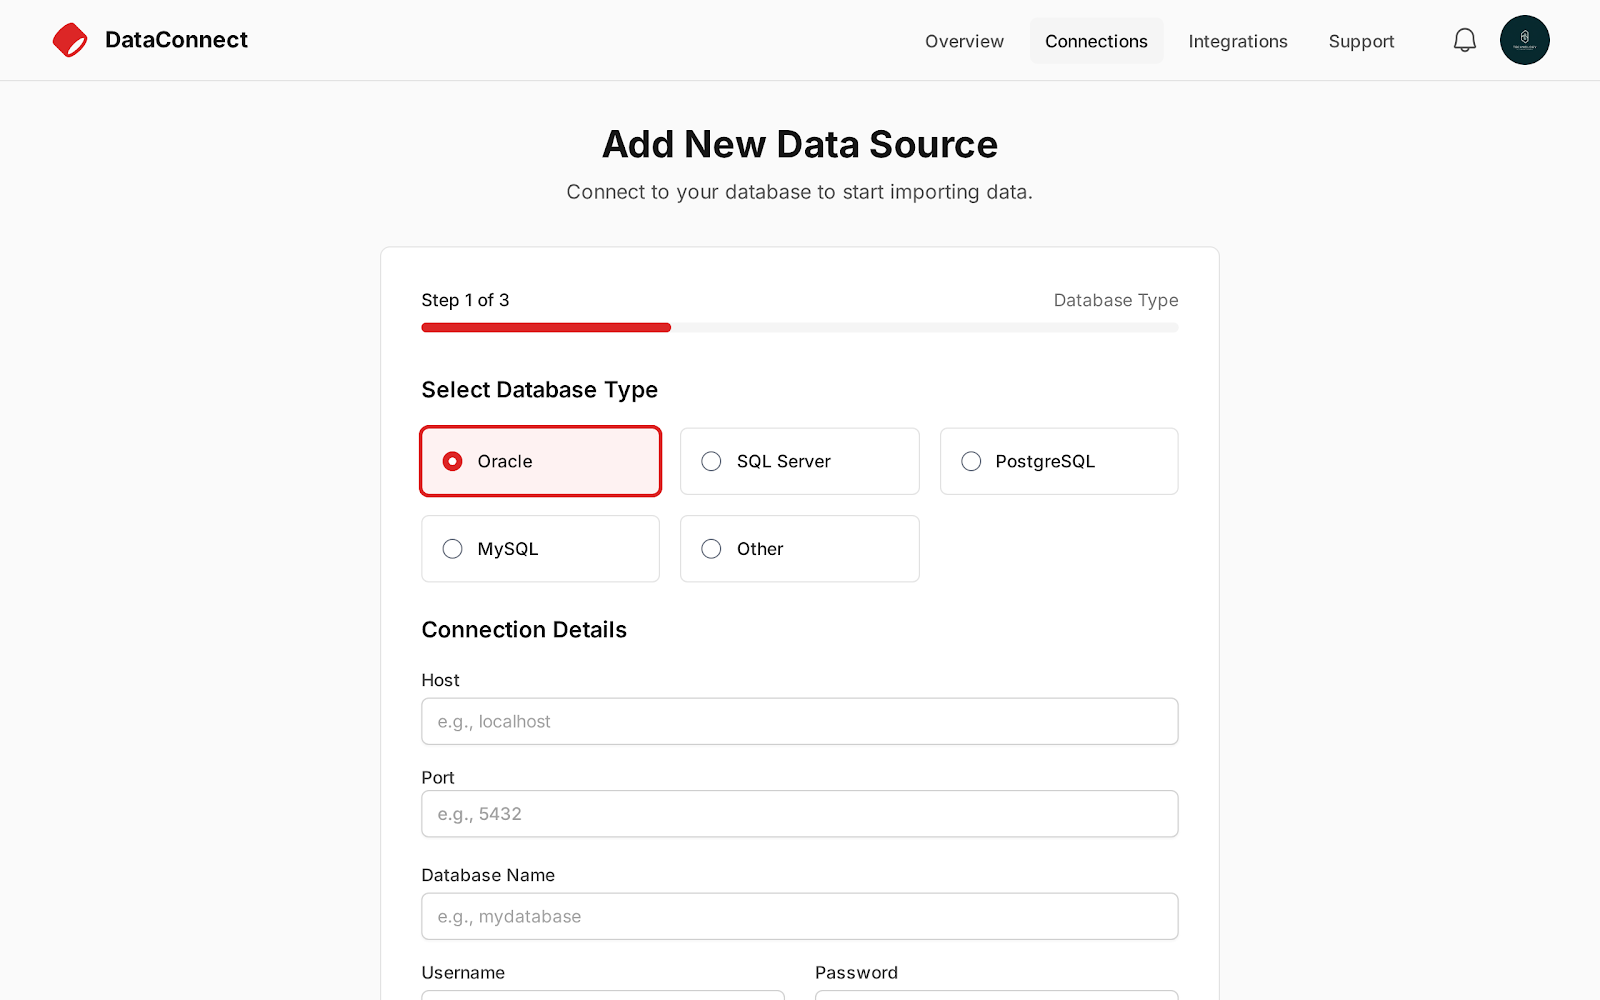 DataConnect
Overview
Connections
Integrations
Support
Add New Data Source
Connect to your database to start importing data.
Step 1 of 3
Database Type
Select Database Type
Oracle
SQL Server
PostgreSQL
MySQL
Other
Connection Details
Host
e.g., localhost
Port
e.g., 5432
Database Name
e.g., mydatabase
Username
Password